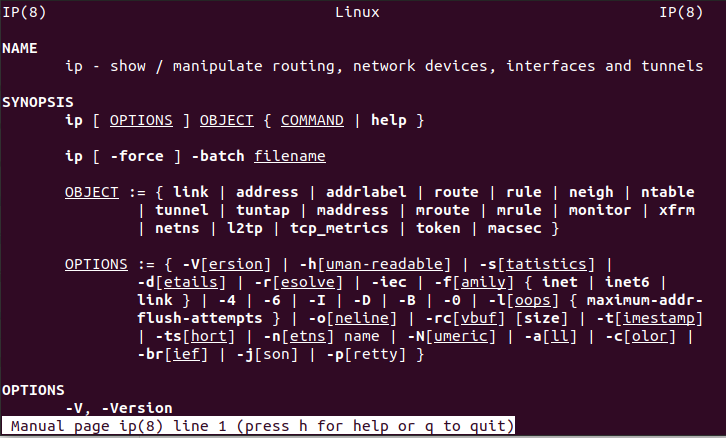 IP(8) Linux IP(8)
NAME
ip - show / manipulate routing, network devices, interfaces and tunnels
SYNOPSIS
ip [ OPTIONS ] OBJECT { COMMAND | help }
ip [ -force ] -batch filename
OBJECT := { link | address | addrlabel | route | rule | neigh | ntable
| tunnel | tuntap | maddress | mroute | mrule | monitor | xfrm
| netns | l2tp | tcp_metrics | token | macsec }
OPTIONS := { -V[ersion] | -h[uman-readable] | -s[tatistics] |
-d[etails] | -r[esolve] | -iec | -f[amily] { inet | inet6 |
link } | -4 | -6 | -I | -D | -B | -0 | -l[oops] { maximum-addr-
flush-attempts } | -o[neline] | -rc[vbuf] [size] | -t[imestamp]
| -ts[hort] | -n[etns] name | -N[umeric] | -a[ll] | -c[olor] |
-br[ief] | -j[son] | -p[retty] }
OPTIONS
-V, -Version
Manual page ip(8) line 1 (press h for help or q to quit)